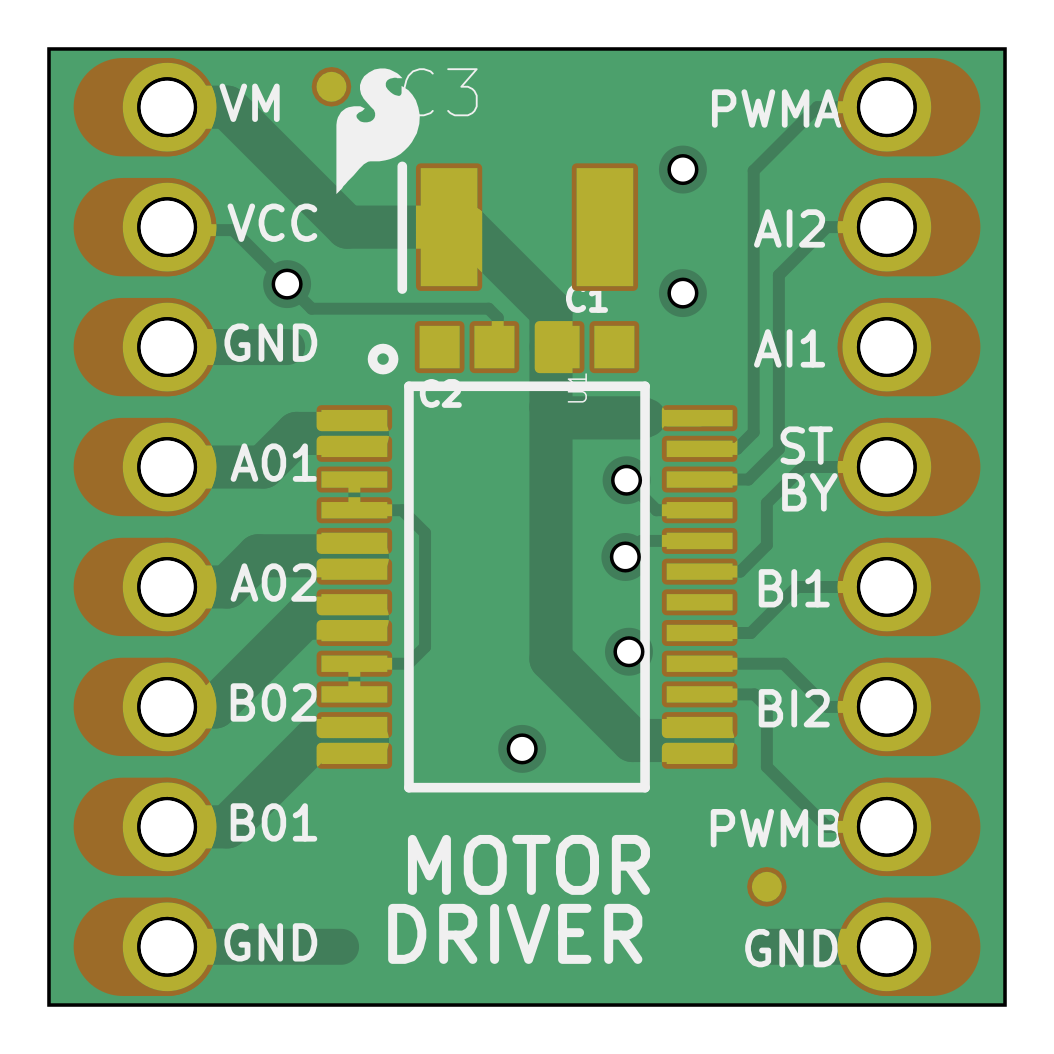 C3
VM
PWMA
VCC
AI2
C1
GND
AI1
U1
C2
A01
ST
BY
A02
BI1
B02
BI2
B01
PWMB
MOTOR
DRIVER
GND
GND